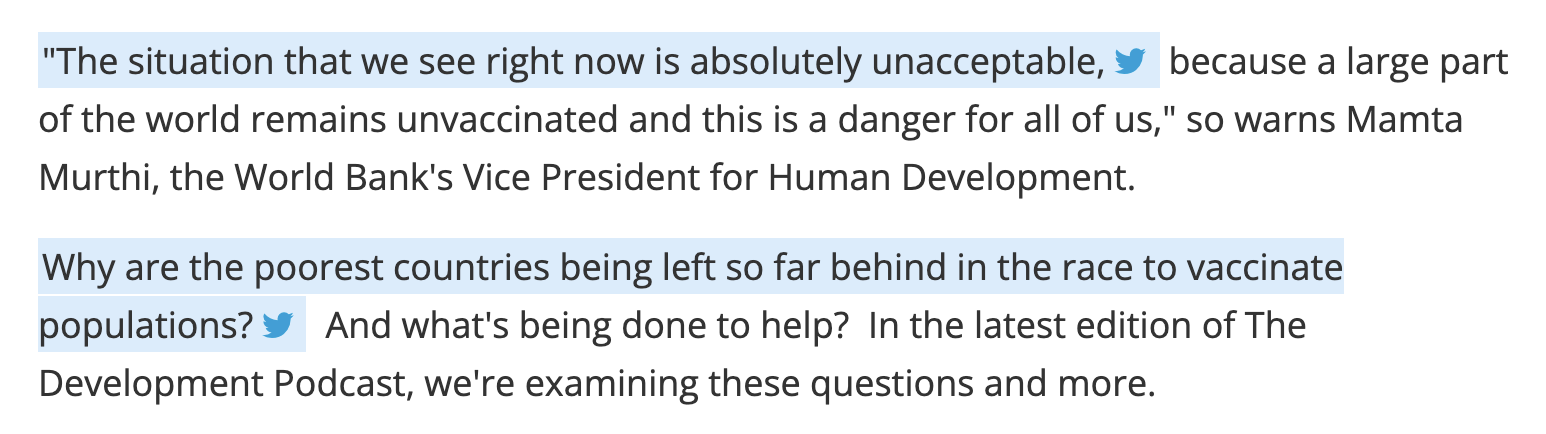 "The situation that we see right now is absolutely unacceptable, because a large part
of the world remains unvaccinated and this is a danger for all of us," so warns Mamta
Murthi, the World Bank's Vice President for Human Development.
Why are the poorest countries being left so far behind in the race to vaccinate
populations?  And what's being done to help?  In the latest edition of The
Development Podcast, we're examining these questions and more.